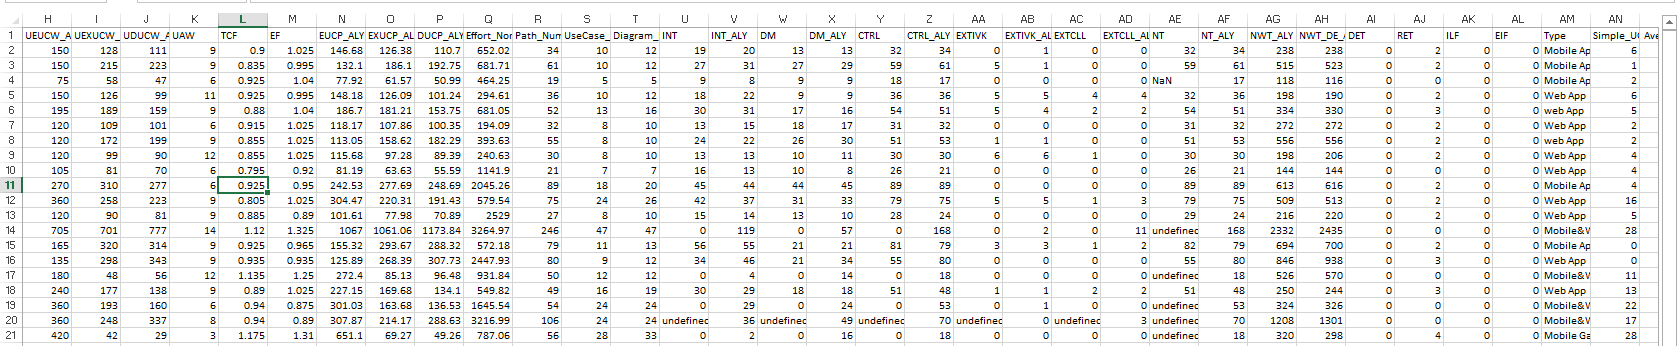 H I J K L M N O P Q R S T U V W X Y Z AA AB AC AD AE AF AG AH AI AJ AK AL AM AN
1 UEUCW_A UEXUCW_ UDUCW_A UAW TCF EF EUCP_ALY EXUCP_AL DUCP_ALY Effort_Nor Path_Num UseCase_ Diagram_ INT INT_ALY DM DM_ALY CTRL CTRL_ALY EXTIVK EXTIVK_AL EXTCLL EXTCLL_AL NT NT_ALY NWT_ALY NWT_DE_A DET RET ILF EIF Type Simple_UC Ave
2 150 128 111 9 0.9 1.025 146.68 126.38 110.7 652.02 34 10 12 19 20 13 13 32 34 0 1 0 0 32 34 238 238 0 2 0 0 Mobile Ap 6
3 150 215 223 9 0.835 0.995 132.1 186.1 192.75 681.71 61 10 12 27 31 27 29 59 61 5 1 0 0 59 61 515 523 0 2 0 0 Mobile Ap 1
4 75 58 47 6 0.925 1.04 77.92 61.57 50.99 464.25 19 5 5 9 8 9 9 18 17 0 0 0 0 NaN 17 118 116 0 0 0 0 Mobile Ap 2
5 150 126 99 11 0.925 0.995 148.18 126.09 101.24 294.61 36 10 12 18 22 9 9 36 36 5 5 4 4 32 36 198 190 0 2 0 0 Web App 6
6 195 189 159 9 0.88 1.04 186.7 181.21 153.75 681.05 52 13 16 30 31 17 16 54 51 5 4 2 2 54 51 334 330 0 3 0 0 web App 5
7 120 109 101 6 0.915 1.025 118.17 107.86 100.35 194.09 32 8 10 13 15 18 17 31 32 0 0 0 0 31 32 272 272 0 2 0 0 Web App 2
8 120 172 199 9 0.855 1.025 113.05 158.62 182.29 393.63 55 8 10 24 22 26 30 51 53 1 1 0 0 51 53 556 556 0 2 0 0 web App 2
9 120 99 90 12 0.855 1.025 115.68 97.28 89.39 240.63 30 8 10 13 13 10 11 30 30 6 6 1 0 30 30 198 206 0 2 0 0 Web App 4
10 105 81 70 6 0.795 0.92 81.19 63.63 55.59 1141.9 21 7 7 16 13 10 8 26 21 0 0 0 0 26 21 144 144 0 0 0 0 Web App 4
11 270 310 277 6 0.925 0.95 242.53 277.69 248.69 2045.26 89 18 20 45 44 44 45 89 89 0 0 0 0 89 89 613 616 0 2 0 0 Mobile Ap 4
12 360 258 223 9 0.805 1.025 304.47 220.31 191.43 579.54 75 24 26 42 37 31 33 79 75 5 5 1 3 79 75 509 513 0 2 0 0 Web App 16
13 120 90 81 9 0.885 0.89 101.61 77.98 70.89 2529 27 8 10 15 14 13 10 28 24 0 0 0 0 29 24 216 220 0 2 0 0 Web App 5
14 705 701 777 14 1.12 1.325 1067 1061.06 1173.84 3264.97 246 47 47 0 119 0 57 0 168 0 2 0 11 undefined 168 2332 2435 0 0 0 0 Mobile&W 28
15 165 320 314 9 0.925 0.965 155.32 293.67 288.32 572.18 79 11 13 56 55 21 21 81 79 3 3 1 2 82 79 694 700 0 2 0 0 Mobile Ap 0
16 135 298 343 9 0.935 0.935 125.89 268.39 307.73 2447.93 80 9 12 34 46 21 34 55 80 0 0 0 0 55 80 846 938 0 3 0 0 Web App 0
17 180 48 56 12 1.135 1.25 272.4 85.13 96.48 931.84 50 12 12 0 4 0 14 0 18 0 0 0 0 undefined 18 526 570 0 0 0 0 Mobile&W 11
18 240 177 138 9 0.89 1.025 227.15 169.68 134.1 549.82 49 16 19 30 29 18 18 51 48 1 1 2 2 51 48 250 244 0 3 0 0 Web App 13
19 360 193 160 6 0.94 0.875 301.03 163.68 136.53 1645.54 54 24 24 0 29 0 24 0 53 0 1 0 0 undefined 53 324 326 0 0 0 0 Mobile&W 22
20 360 248 337 8 0.94 0.89 307.87 214.17 288.63 3216.99 106 24 24 undefined 36 undefined 49 undefined 70 undefined 0 undefined 3 undefined 70 1208 1301 0 0 0 0 Mobile&W 17
21 420 42 29 3 1.175 1.31 651.1 69.27 49.26 787.06 56 28 33 0 2 0 16 0 18 0 0 0 0 undefined 18 320 298 0 4 0 0 Mobile Ga 28